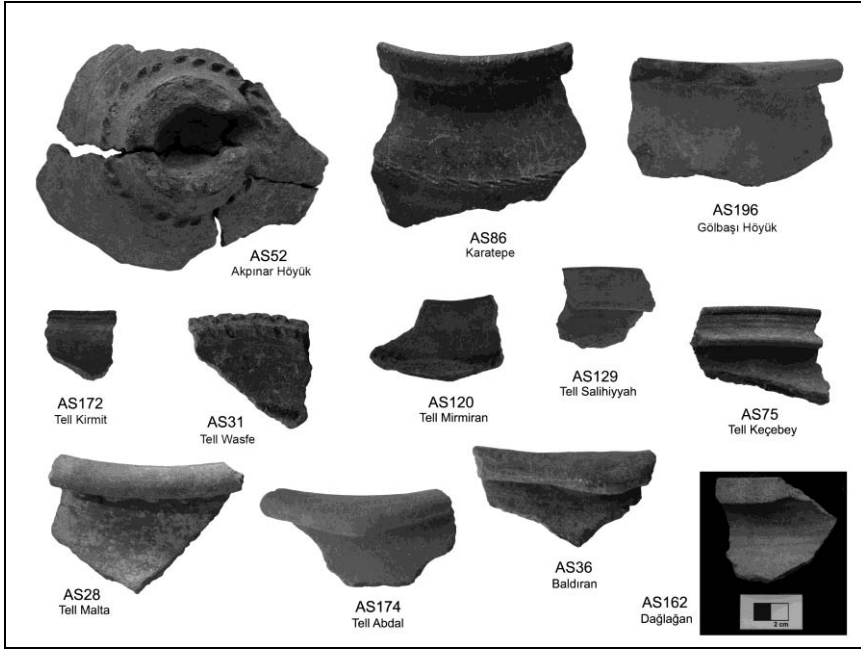 AS52
Akpınar Höyük
AS86
Karatepe
AS196
Gölbaşı Höyük
AS172
Tell Kirmit
AS31
Tell Wasfe
AS120
Tell Mirmiran
AS129
Tell Salihiyyah
AS75
Tell Keçebey
AS28
Tell Malta
AS174
Tell Abdal
AS36
Baldıran
AS162
Dağlağan
2 cm